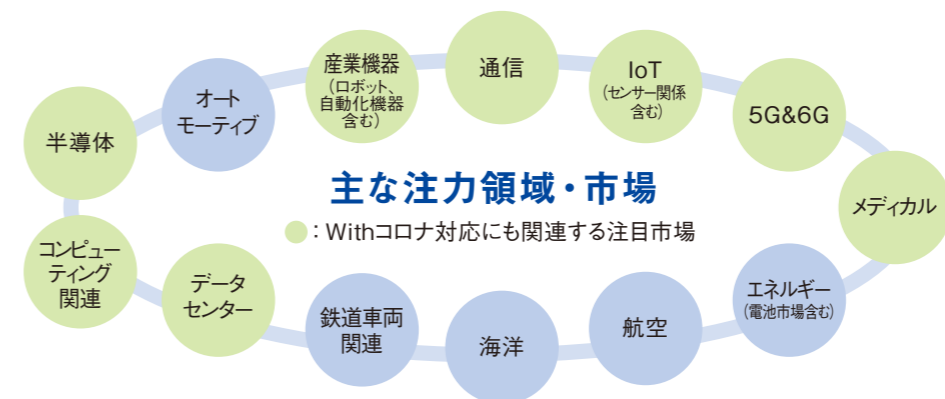 主な注力領域・市場
●：Withコロナ対応にも関連する注目市場
半導体
オート
モーティブ
産業機器
（ロボット、
自動化機器
含む）
通信
IoT
（センサー関係
含む）
5G&6G
メディカル
エネルギー
（電池市場含む）
航空
海洋
鉄道車両
関連
データ
センター
コンピュー
ティング
関連